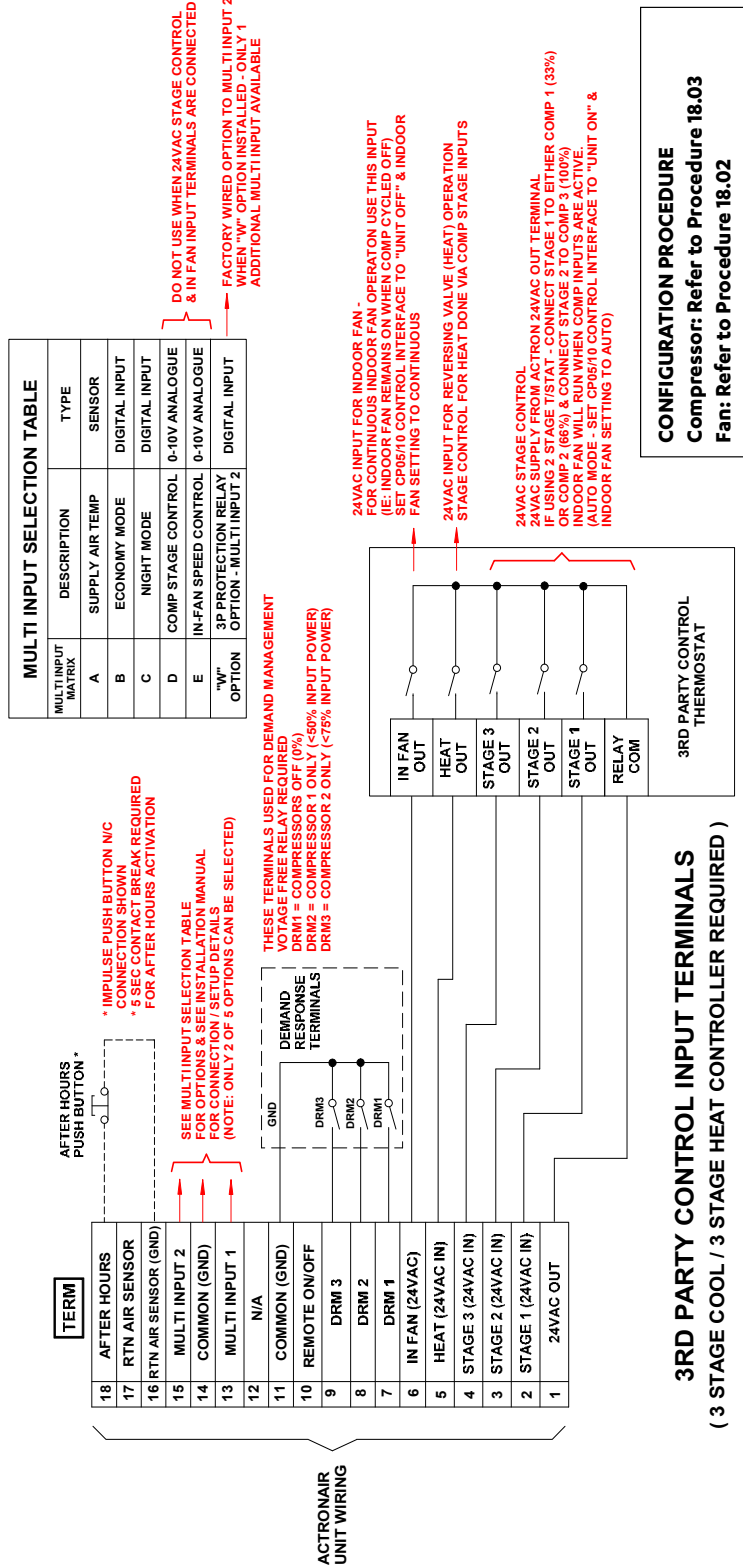 MULTI INPUT SELECTION TABLE
MULTI INPUT
MATRIX
DESCRIPTION
TYPE
A
SUPPLY AIR TEMP
SENSOR
B
ECONOMY MODE
DIGITAL INPUT
C
NIGHT MODE
DIGITAL INPUT
D
COMP STAGE CONTROL
0-10V ANALOGUE
E
IN-FAN SPEED CONTROL
0-10V ANALOGUE
"W"
OPTION
3P PROTECTION RELAY
OPTION - MULTI INPUT 2
DIGITAL INPUT
DO NOT USE WHEN 24VAC STAGE CONTROL
& IN FAN INPUT TERMINALS ARE CONNECTED
FACTORY WIRED OPTION TO MULTI INPUT 2
WHEN "W" OPTION INSTALLED - ONLY 1
ADDITIONAL MULTI INPUT AVAILABLE
AFTER HOURS
PUSH BUTTON *
* IMPULSE PUSH BUTTON N/C
CONNECTION SHOWN
* 5 SEC CONTACT BREAK REQUIRED
FOR AFTER HOURS ACTIVATION
TERM
18 AFTER HOURS
17 RTN AIR SENSOR
16 RTN AIR SENSOR (GND)
15 MULTI INPUT 2
14 COMMON (GND)
13 MULTI INPUT 1
12 N/A
11 COMMON (GND)
10 REMOTE ON/OFF
9 DRM 3
8 DRM 2
7 DRM 1
6 IN FAN (24VAC)
5 HEAT (24VAC IN)
4 STAGE 3 (24VAC IN)
3 STAGE 2 (24VAC IN)
2 STAGE 1 (24VAC IN)
1 24VAC OUT
ACTRONAIR
UNIT WIRING
SEE MULTI INPUT SELECTION TABLE
FOR OPTIONS & SEE INSTALLATION MANUAL
FOR CONNECTION / SETUP DETAILS
(NOTE: ONLY 2 OF 5 OPTIONS CAN BE SELECTED)
THESE TERMINALS USED FOR DEMAND MANAGEMENT
VOTAGE FREE RELAY REQUIRED
DRM1 = COMPRESSORS OFF (0%)
DRM2 = COMPRESSOR 1 ONLY (<50% INPUT POWER)
DRM3 = COMPRESSOR 2 ONLY (<75% INPUT POWER)
DEMAND
RESPONSE
TERMINALS
GND
DRM3
DRM2
DRM1
IN FAN
OUT
HEAT
OUT
STAGE 3
OUT
STAGE 2
OUT
STAGE 1
OUT
RELAY
COM
3RD PARTY CONTROL
THERMOSTAT
24VAC INPUT FOR INDOOR FAN -
FOR CONTINUOUS INDOOR FAN OPERATON USE THIS INPUT
(IE: INDOOR FAN REMAINS ON WHEN COMP CYCLED OFF)
SET CP05/10 CONTROL INTERFACE TO "UNIT OFF" & INDOOR
FAN SETTING TO CONTINUOUS
24VAC INPUT FOR REVERSING VALVE (HEAT) OPERATION
STAGE CONTROL FOR HEAT DONE VIA COMP STAGE INPUTS
24VAC STAGE CONTROL
24VAC SUPPLY FROM ACTRON 24VAC OUT TERMINAL
IF USING 2 STAGE T/STAT - CONNECT STAGE 1 TO EITHER COMP 1 (33%)
OR COMP 2 (66%) & CONNECT STAGE 2 TO COMP 3 (100%)
INDOOR FAN WILL RUN WHEN COMP INPUTS ARE ACTIVE.
(AUTO MODE - SET CP05/10 CONTROL INTERFACE TO "UNIT ON" &
INDOOR FAN SETTING TO AUTO)
3RD PARTY CONTROL INPUT TERMINALS
( 3 STAGE COOL / 3 STAGE HEAT CONTROLLER REQUIRED )
CONFIGURATION PROCEDURE
Compressor: Refer to Procedure 18.03
Fan: Refer to Procedure 18.02